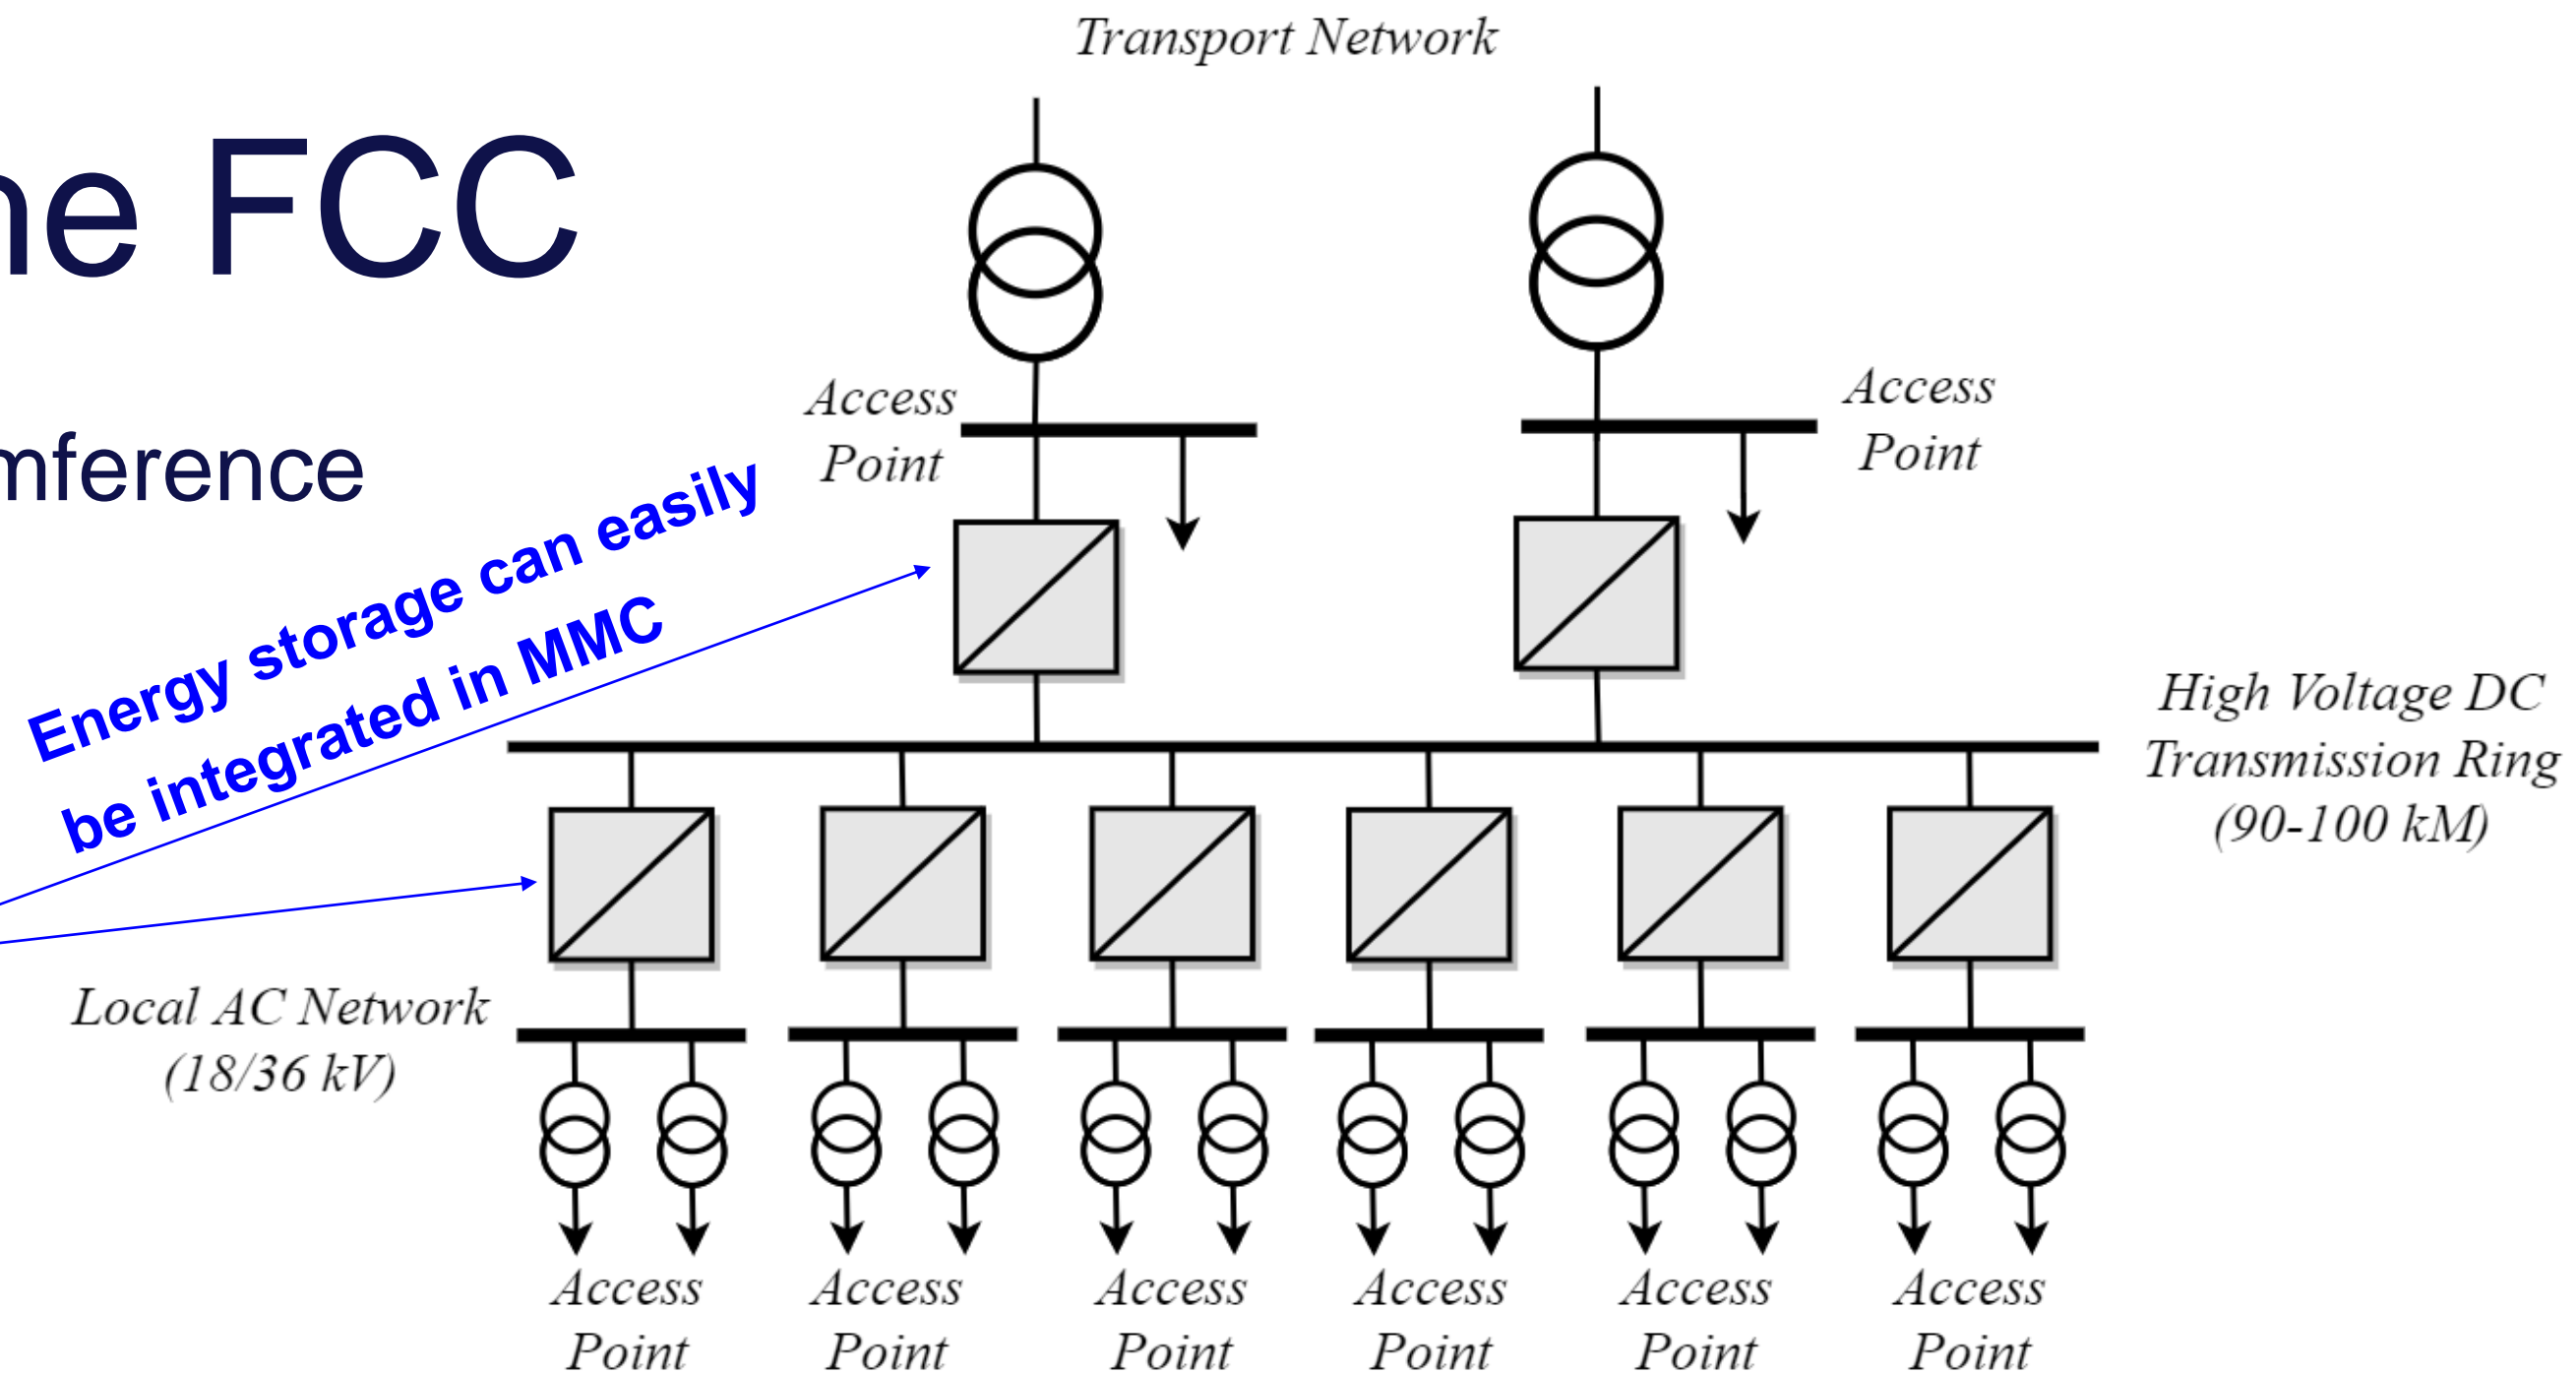 Transport Network
FCC
Access
Point
Access
Point
Energy storage can easily
be integrated in MMC
High Voltage DC
Transmission Ring
(90-100 kM)
Local AC Network
(18/36 kV)
Access Access Access Access Access Access
Point Point Point Point Point Point